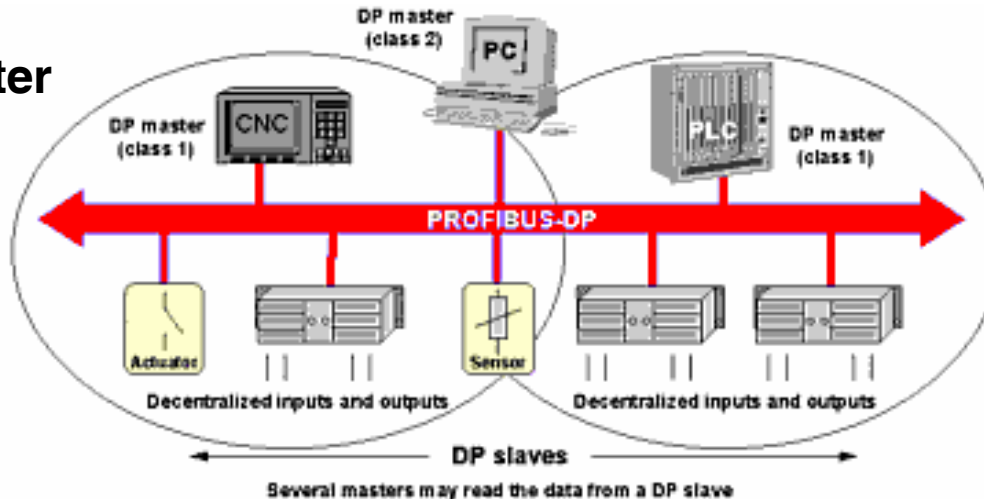 DP master
(class 2)
PC
ter
DP master
(class 1)
CNC
PLC
DP master
(class 1)
PROFIBUS-DP
Actuator
Sensor
Decentralized inputs and outputs
Decentralized inputs and outputs
DP slaves
Several masters may read the data from a DP slave